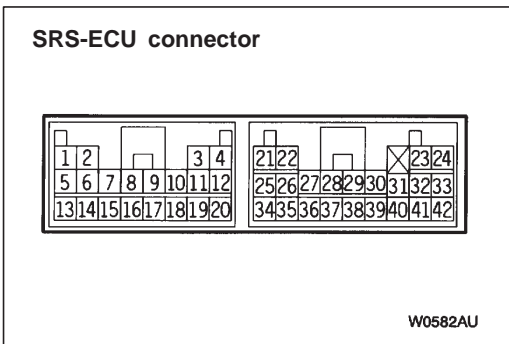 SRS-ECU connector
1 2 3 4 21 22 23 24
5 6 7 8 9 10 11 12 25 26 27 28 29 30 31 32 33
13 14 15 16 17 18 19 20 34 35 36 37 38 39 40 41 42
W0582AU